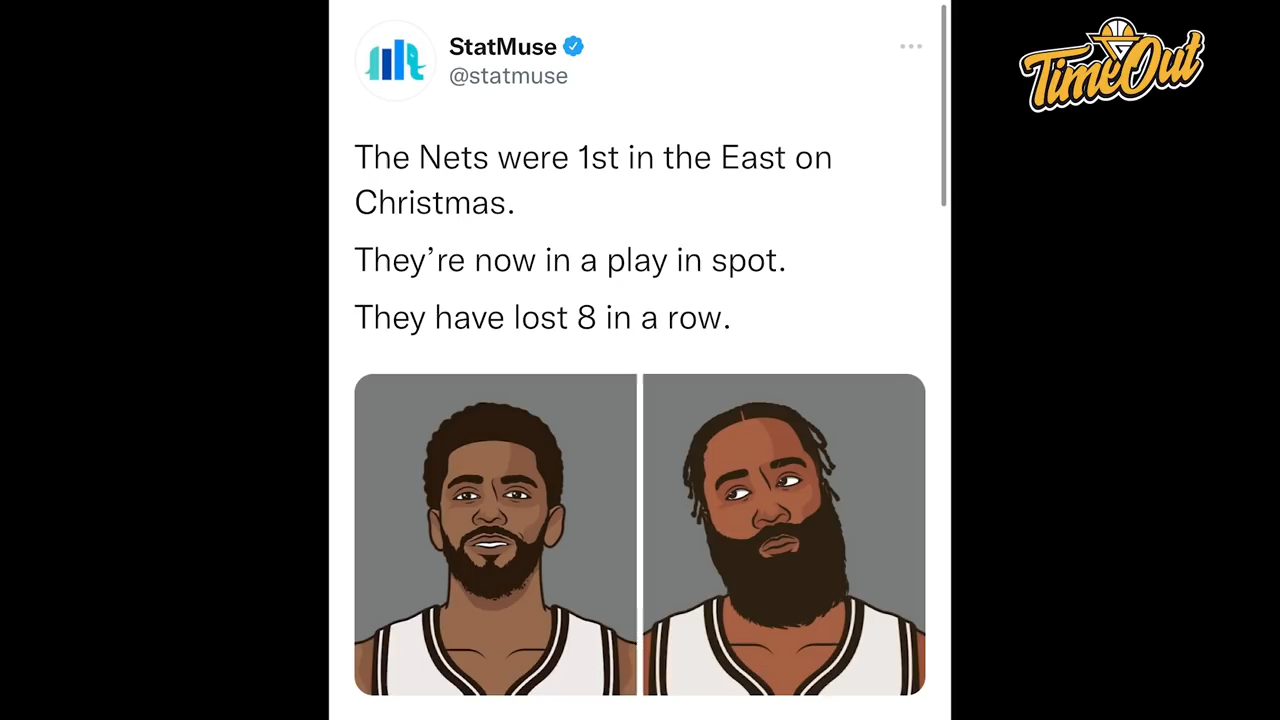 StatMuse
@statmuse
TimeOut
The Nets were 1st in the East on
Christmas.
They’re now in a play in spot.
They have lost 8 in a row.